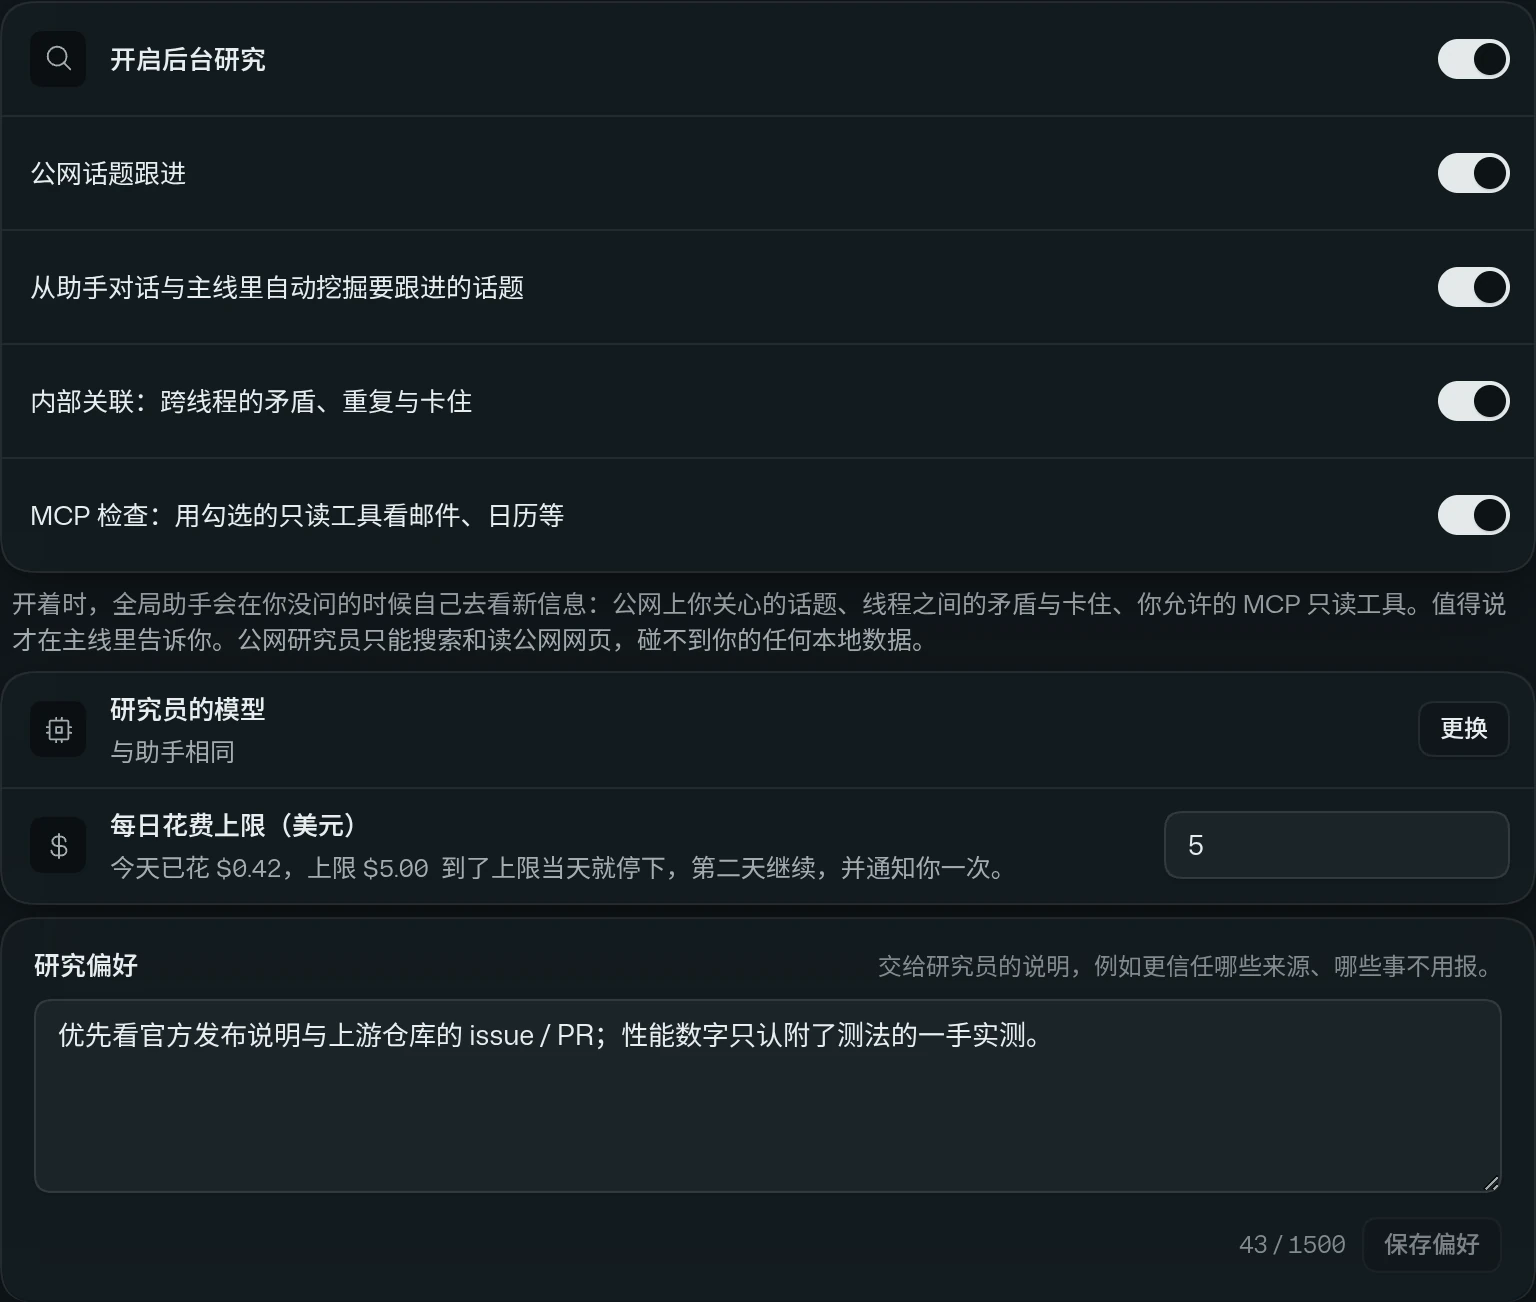 开启后台研究
公网话题跟进
从助手对话与主线里自动挖掘要跟进的话题
内部关联：跨线程的矛盾、重复与卡住
MCP 检查：用勾选的只读工具看邮件、日历等
开着时，全局助手会在你没问的时候自己去看新信息：公网上你关心的话题、线程之间的矛盾与卡住、你允许的 MCP 只读工具。值得说
才在主线里告诉你。公网研究员只能搜索和读公网网页，碰不到你的任何本地数据。
研究员的模型
与助手相同
更换
每日花费上限（美元）
今天已花 $0.42，上限 $5.00 到了上限当天就停下，第二天继续，并通知你一次。
5
研究偏好
交给研究员的说明，例如更信任哪些来源、哪些事不用报。
优先看官方发布说明与上游仓库的 issue / PR；性能数字只认附了测法的一手实测。
43 / 1500
保存偏好